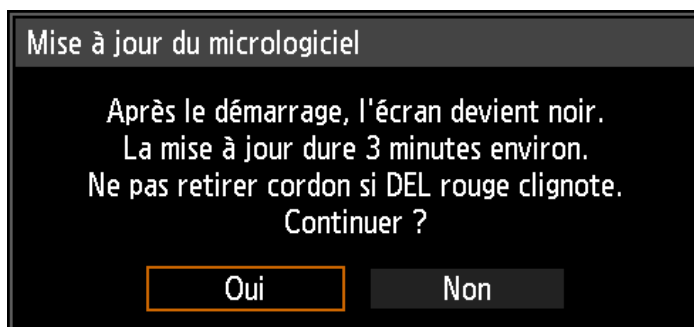 Mise à jour du micrologiciel
Après le démarrage, l'écran devient noir.
La mise à jour dure 3 minutes environ.
Ne pas retirer cordon si DEL rouge clignote.
Continuer ?
Oui Non